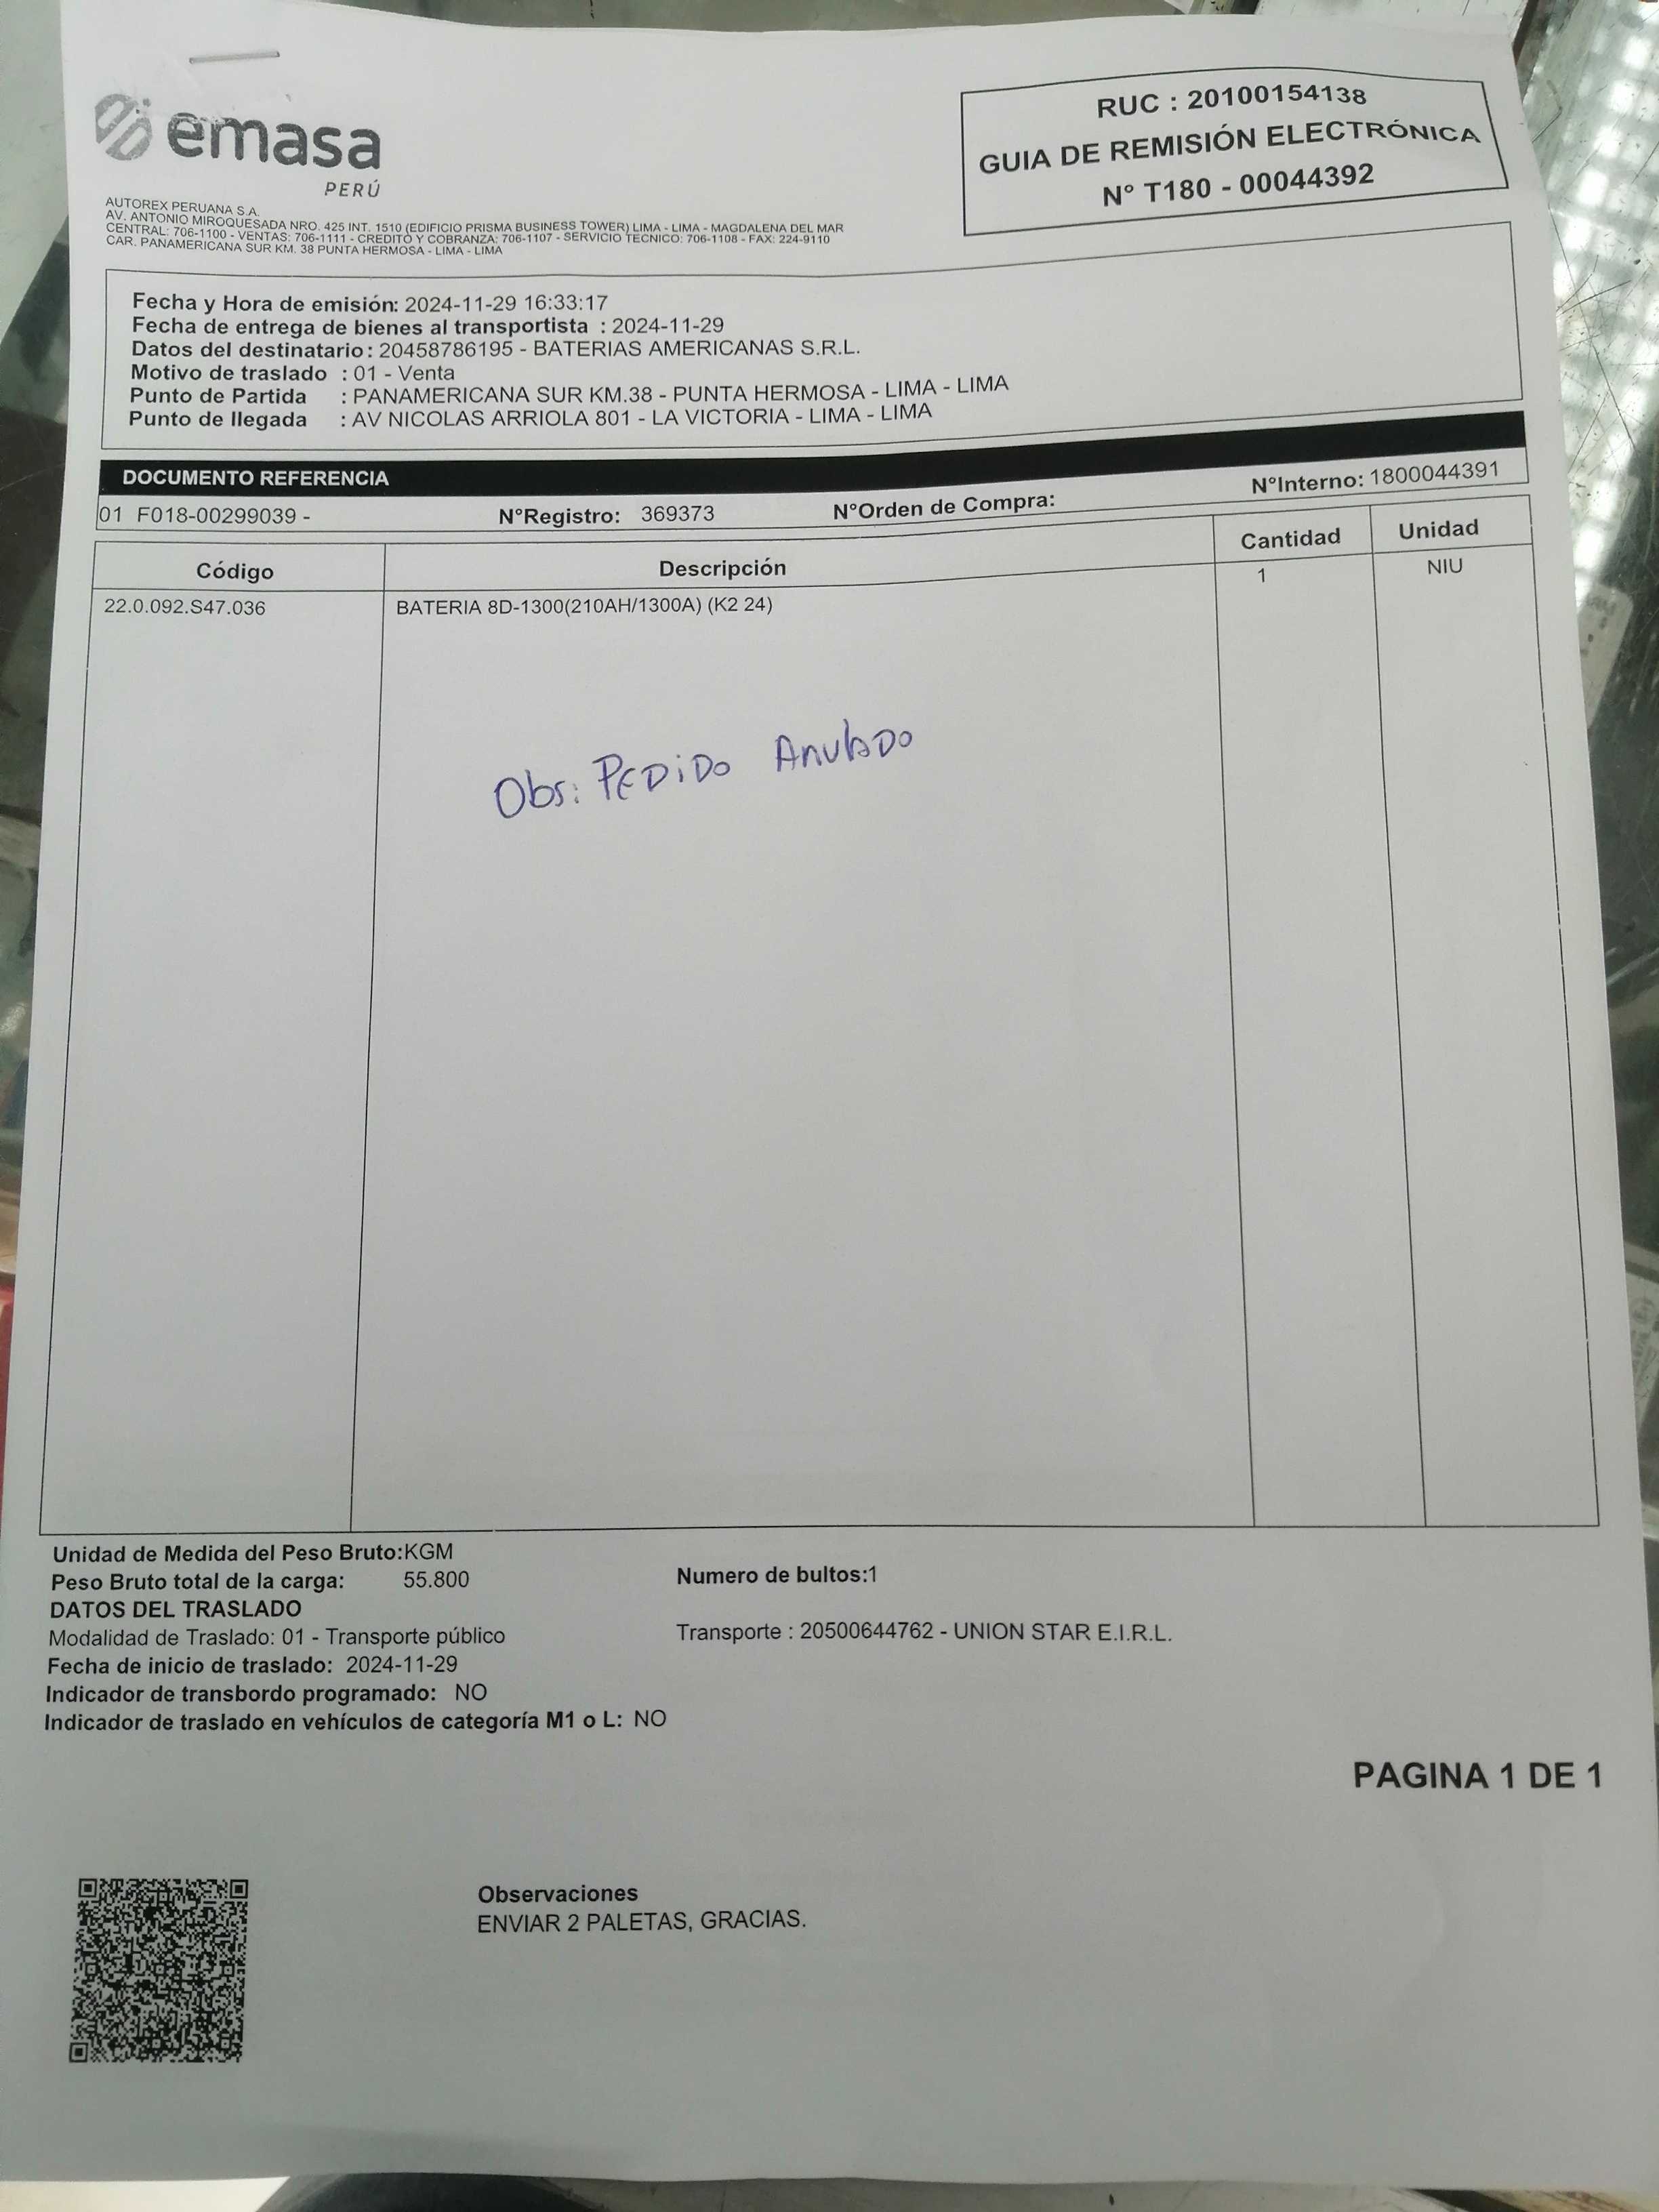 emasa
PERÚ
RUC : 20100154138
GUIA DE REMISIÓN ELECTRÓNICA
N° T180 - 00044392
AUTOREX PERUANA S.A.
AV. ANTONIO MIROQUESADA NRO. 425 INT. 1510 (EDIFICIO PRISMA BUSINESS TOWER) LIMA - LIMA - MAGDALENA DEL MAR
CENTRAL: 706-1100 - VENTAS: 706-1111 - CREDITO Y COBRANZA: 706-1107 - SERVICIO TECNICO: 706-1108 - FAX: 224-9110
CAR. PANAMERICANA SUR KM. 38 PUNTA HERMOSA - LIMA - LIMA
Fecha y Hora de emisión: 2024-11-29 16:33:17
Fecha de entrega de bienes al transportista : 2024-11-29
Datos del destinatario : 20458786195 - BATERIAS AMERICANAS S.R.L.
Motivo de traslado : 01 - Venta
Punto de Partida : PANAMERICANA SUR KM.38 - PUNTA HERMOSA - LIMA - LIMA
Punto de llegada : AV NICOLAS ARRIOLA 801 - LA VICTORIA - LIMA - LIMA
DOCUMENTO REFERENCIA
01 F018-00299039 - N°Registro: 369373 N°Orden de Compra: N°Interno: 1800044391
Código Descripción Cantidad Unidad
22.0.092.S47.036 BATERIA 8D-1300(210AH/1300A) (K2 24) 1 NIU
Obs: PEDIDO ANULADO
Unidad de Medida del Peso Bruto:KGM
Peso Bruto total de la carga: 55.800 Numero de bultos:1
DATOS DEL TRASLADO
Modalidad de Traslado: 01 - Transporte público Transporte : 20500644762 - UNION STAR E.I.R.L.
Fecha de inicio de traslado: 2024-11-29
Indicador de transbordo programado: NO
Indicador de traslado en vehículos de categoría M1 o L: NO
PAGINA 1 DE 1
Observaciones
ENVIAR 2 PALETAS, GRACIAS.